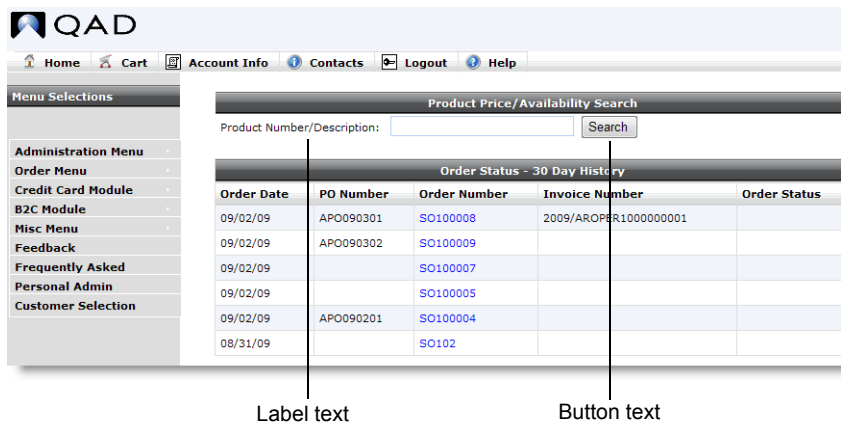 QAD
Home Cart Account Info Contacts Logout Help
Menu Selections
Product Price/Availability Search
Product Number/Description: Search
Administration Menu
Order Menu
Credit Card Module
B2C Module
Misc Menu
Feedback
Frequently Asked
Personal Admin
Customer Selection
Order Status - 30 Day History
Order Date PO Number Order Number Invoice Number Order Status
09/02/09 APO090301 SO100008 2009/AROPER1000000001
09/02/09 APO090302 SO100009
09/02/09 SO100007
09/02/09 SO100005
09/02/09 APO090201 SO100004
08/31/09 SO102
Label text Button text